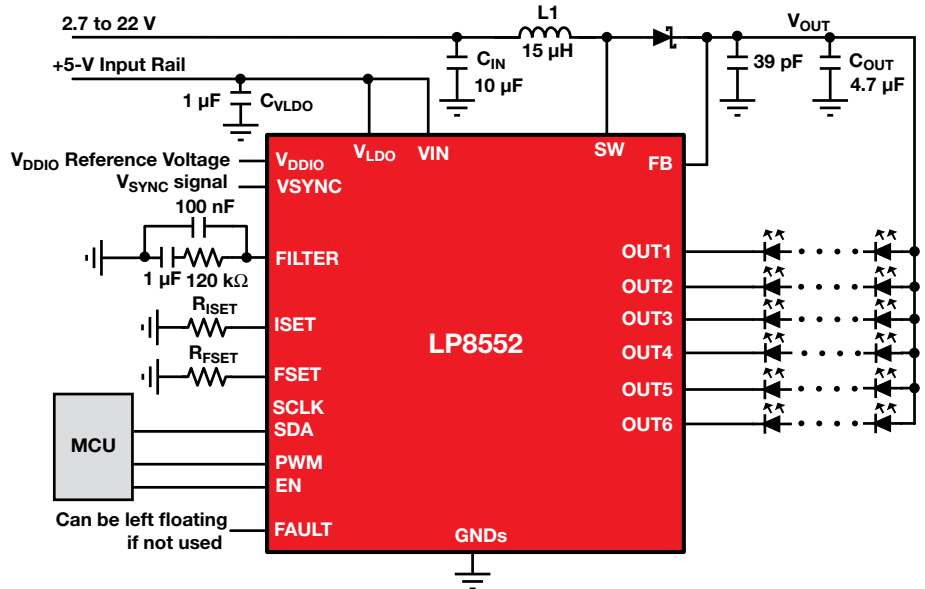 2.7 to 22 V
L1
15 µH
VOUT
CIN
10 µF
39 pF
COUT
4.7 µF
+5-V Input Rail
1 µF
CVLDO
VLDO
VIN
SW
FB
VDDIO Reference Voltage
VDDIO
VSYNC signal
VSYNC
100 nF
1 µF
120 kΩ
FILTER
RISET
ISET
RFSET
FSET
SCLK
SDA
MCU
PWM
EN
Can be left floating
if not used
FAULT
LP8552
OUT1
OUT2
OUT3
OUT4
OUT5
OUT6
GNDs